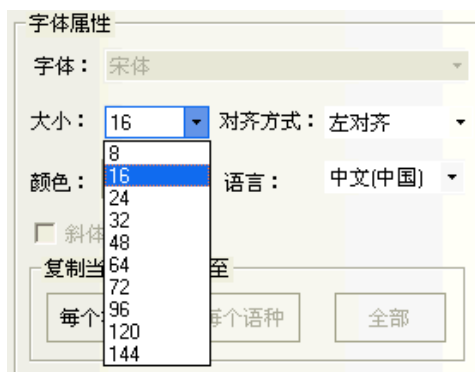 字体属性
字体： 宋体
大小： 16 对齐方式： 左对齐
8
颜色： 16 语言： 中文(中国)
24
斜体 32
48
复制当 64 至
72
每个 96 每个语种 全部
120
144